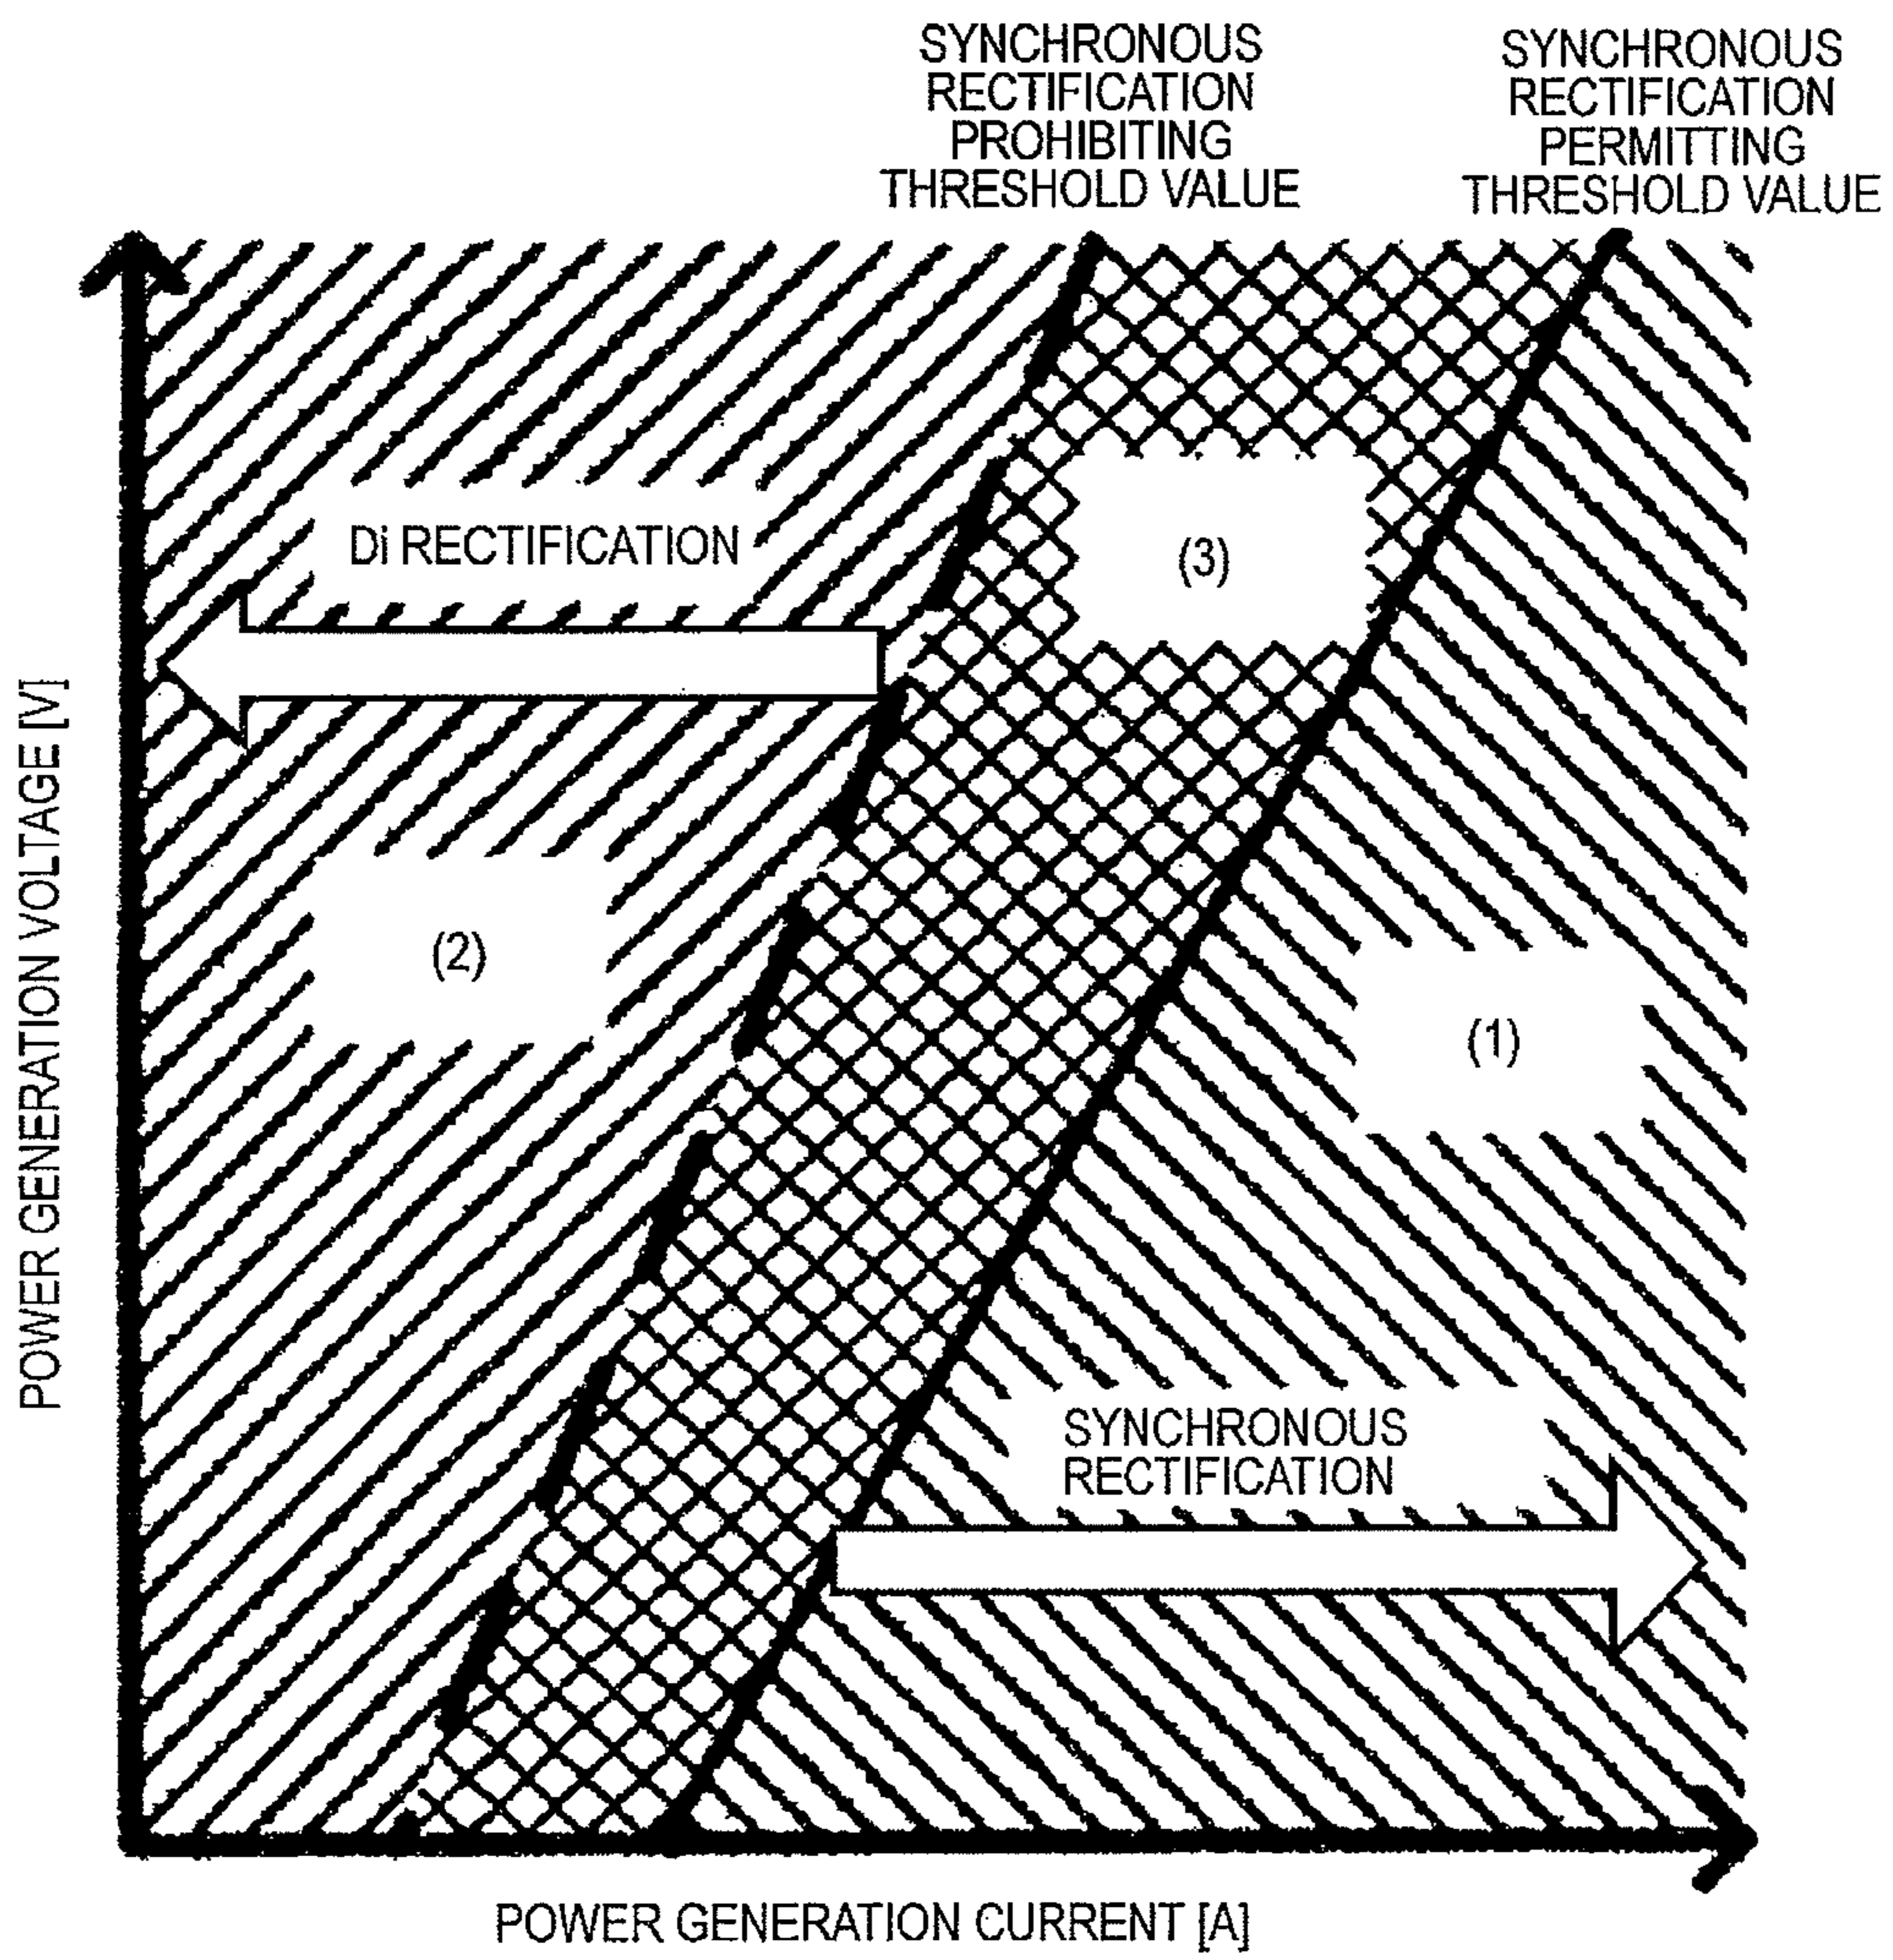 SYNCHRONOUS
RECTIFICATION
PROHIBITING
THRESHOLD VALUE
SYNCHRONOUS
RECTIFICATION
PERMITTING
THRESHOLD VALUE
Di RECTIFICATION
(3)
POWER GENERATION VOLTAGE [V]
(2)
(1)
SYNCHRONOUS
RECTIFICATION
POWER GENERATION CURRENT [A]